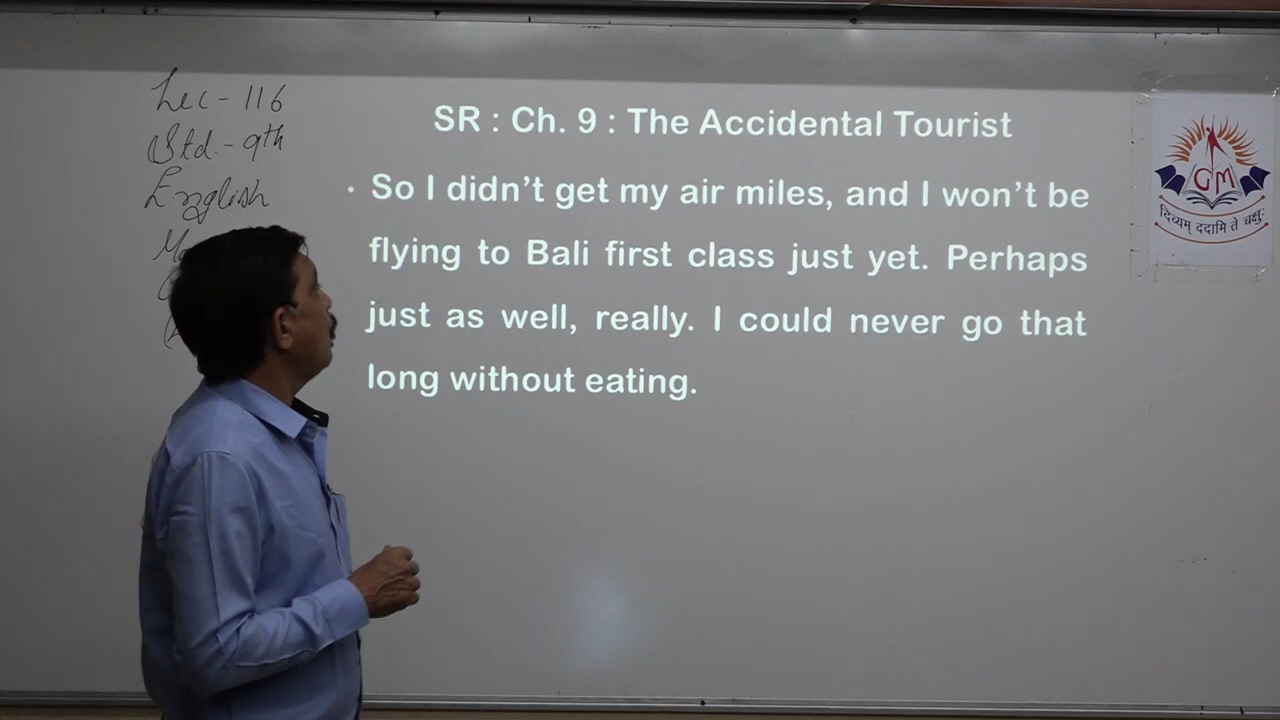 Lec - 116
Std. - 9th
English
SR : Ch. 9 : The Accidental Tourist
• So I didn't get my air miles, and I won't be
flying to Bali first class just yet. Perhaps
just as well, really. I could never go that
long without eating.
GM
दिव्यम् ददामि ते चक्षुः